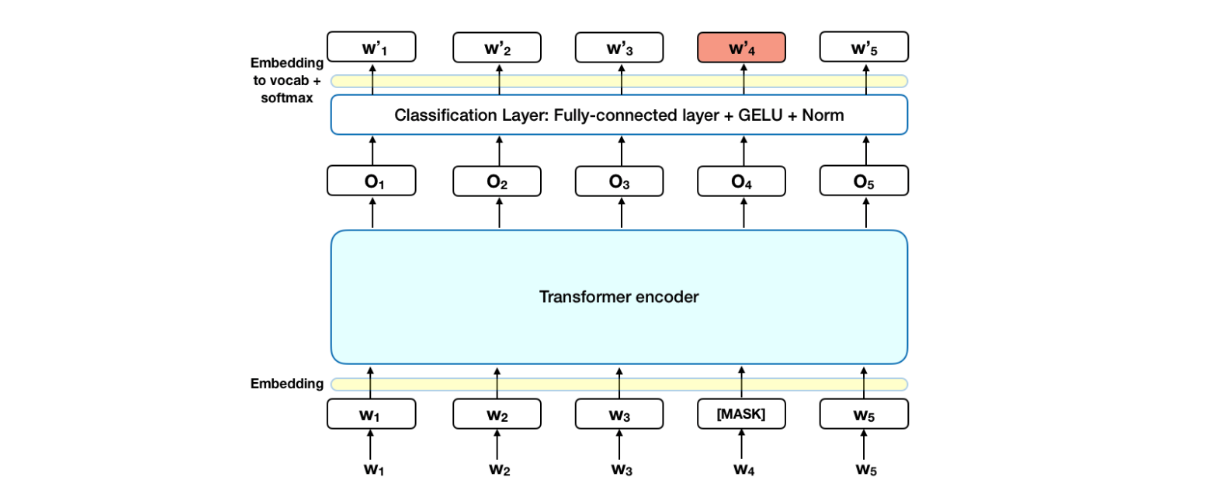 w’₁ w’₂ w’₃ w’₄ w’₅
Embedding
to vocab +
softmax
Classification Layer: Fully-connected layer + GELU + Norm
O₁ O₂ O₃ O₄ O₅
Transformer encoder
Embedding
w₁ w₂ w₃ [MASK] w₅
w₁ w₂ w₃ w₄ w₅